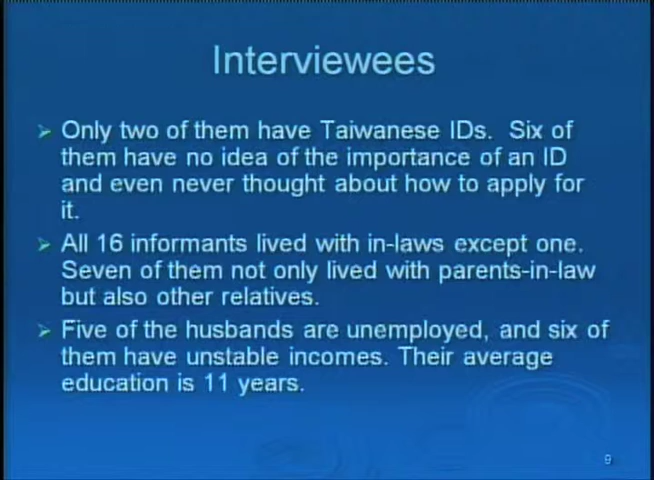 Interviewees
Only two of them have Taiwanese IDs. Six of
them have no idea of the importance of an ID
and even never thought about how to apply for
it.
All 16 informants lived with in-laws except one.
Seven of them not only lived with parents-in-law
but also other relatives.
Five of the husbands are unemployed, and six of
them have unstable incomes. Their average
education is 11 years.
9